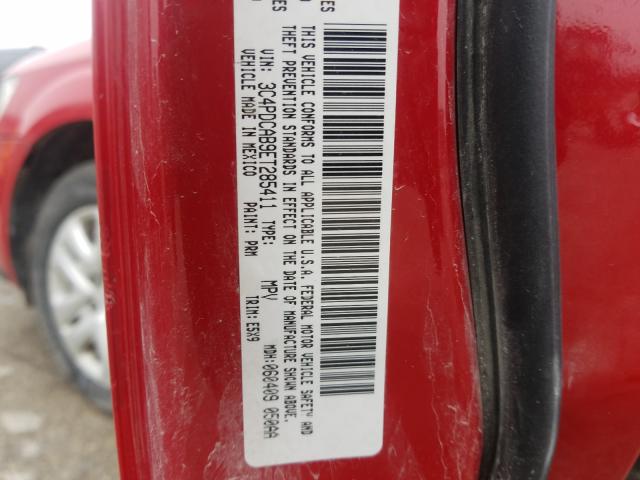 THIS VEHICLE CONFORMS TO ALL APPLICABLE U.S.A. FEDERAL MOTOR VEHICLE SAFETY AND
THEFT PREVENTION STANDARDS IN EFFECT ON THE DATE OF MANUFACTURE SHOWN ABOVE.
VIN: 3C4PDCAB9ET285411 TYPE: MPV MDH:060409 050AA
VEHICLE MADE IN MEXICO PAINT: PRM TRIM: E5X9